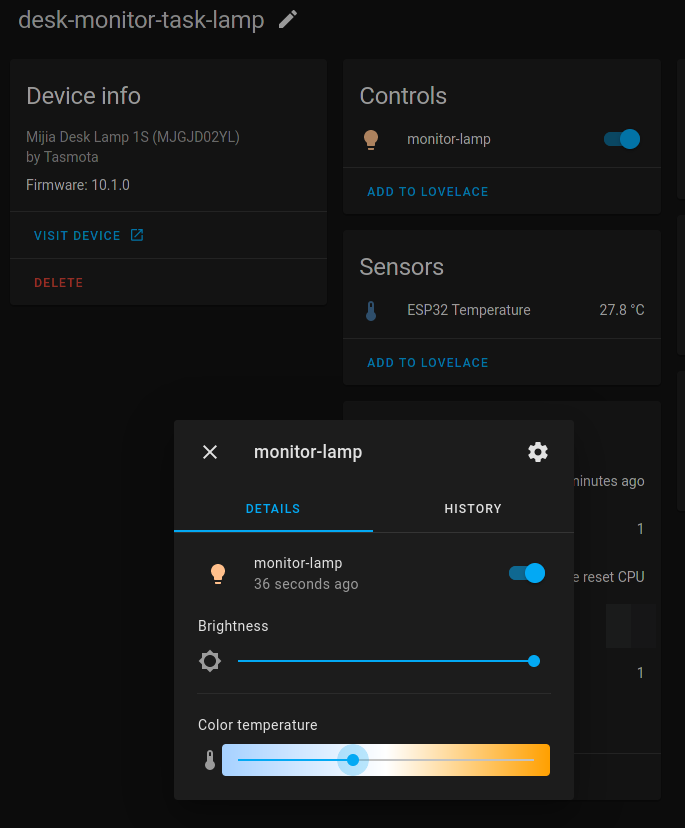 desk-monitor-task-lamp
Device info
Mijia Desk Lamp 1S (MJGJD02YL)
by Tasmota
Firmware: 10.1.0
VISIT DEVICE
DELETE
Controls
monitor-lamp
ADD TO LOVELACE
Sensors
ESP32 Temperature 27.8 °C
ADD TO LOVELACE
minutes ago
1
reset CPU
1
monitor-lamp
DETAILS HISTORY
monitor-lamp
36 seconds ago
Brightness
Color temperature